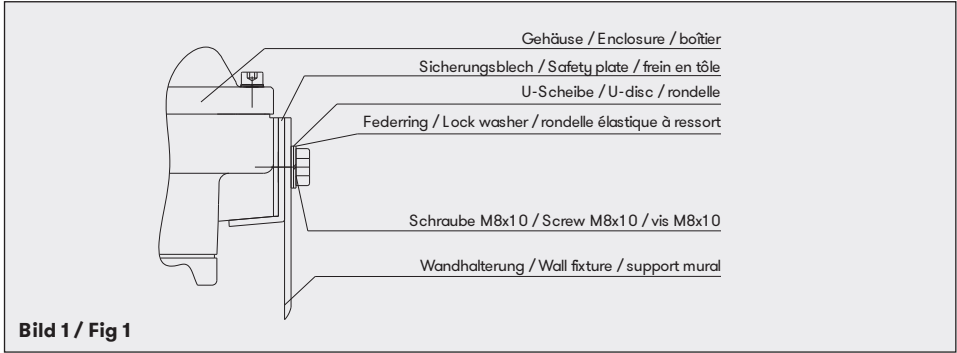 Gehäuse / Enclosure / boîtier
Sicherungsblech / Safety plate / frein en tôle
U-Scheibe / U-disc / rondelle
Federring / Lock washer / rondelle élastique à ressort
Schraube M8x10 / Screw M8x10 / vis M8x10
Wandhalterung / Wall fixture / support mural
Bild 1 / Fig 1